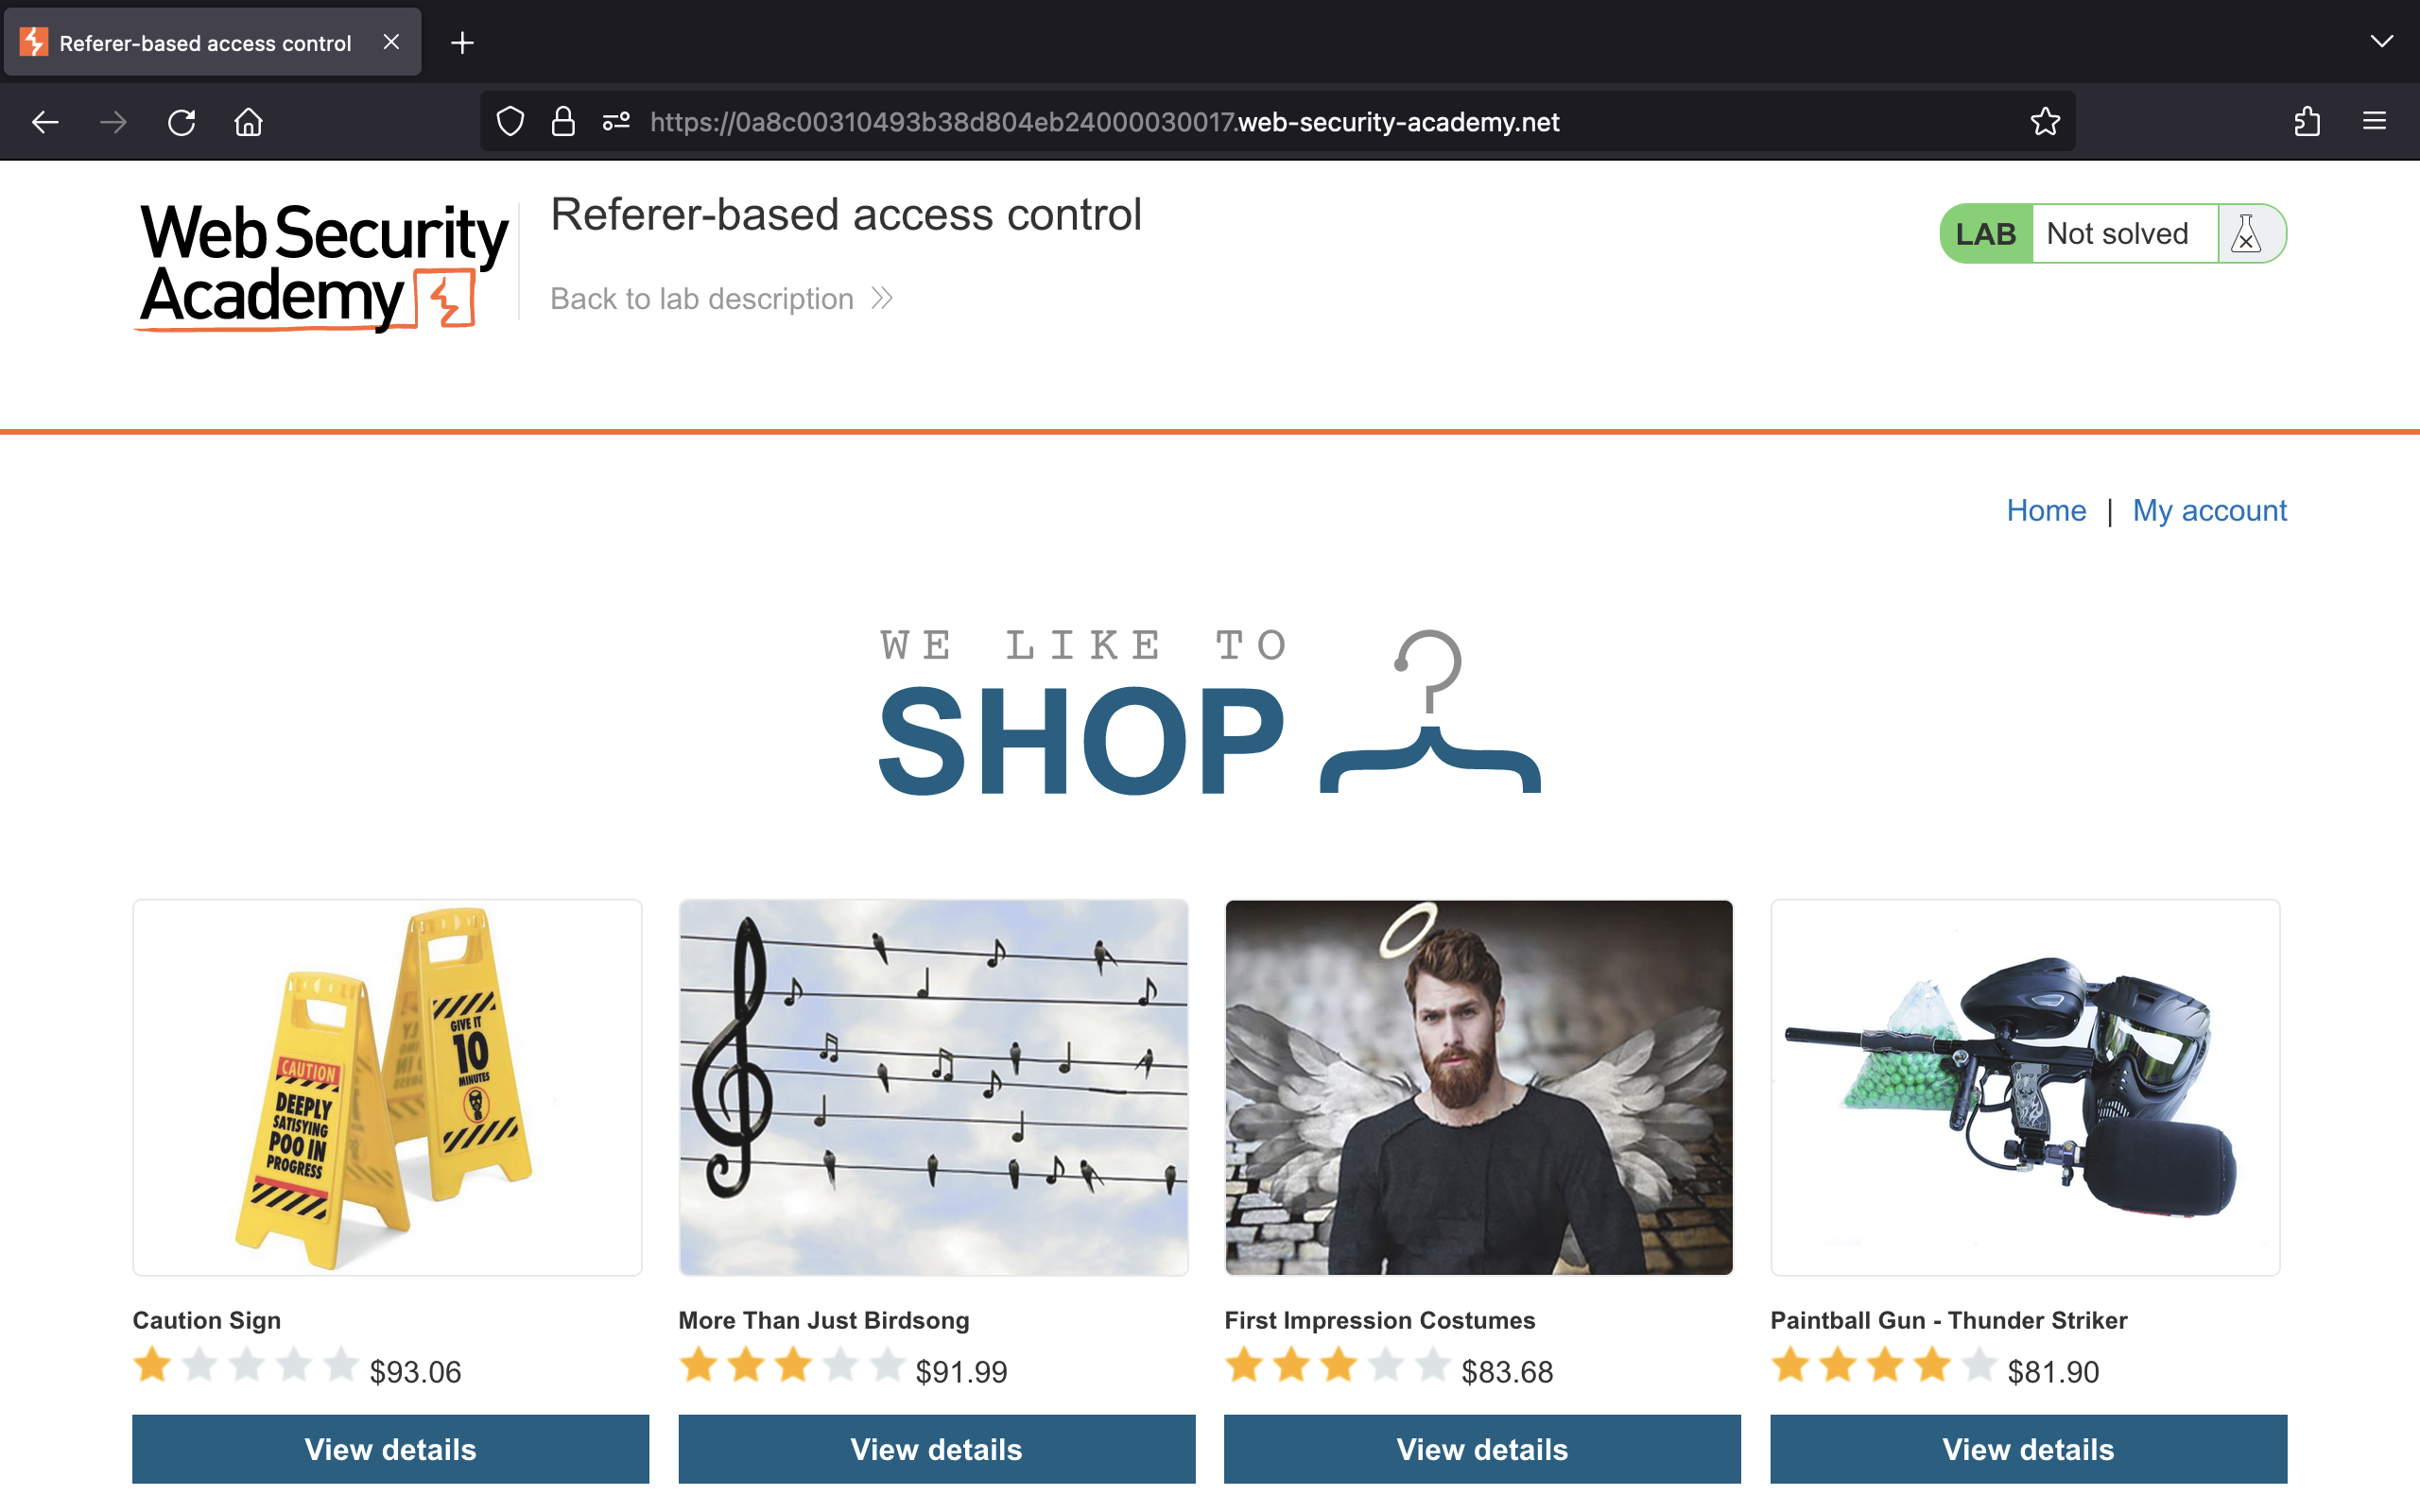 Referer-based access control
https://0a8c00310493b38d804eb24000030017.web-security-academy.net
Web Security
Academy
Referer-based access control
Back to lab description
LAB Not solved
Home | My account
WE LIKE TO
SHOP
CAUTION
DEEPLY
SATISYING
POO IN
PROGRESS
GIVE IT
10
MINUTES
Caution Sign
$93.06
View details
More Than Just Birdsong
$91.99
View details
First Impression Costumes
$83.68
View details
Paintball Gun - Thunder Striker
$81.90
View details